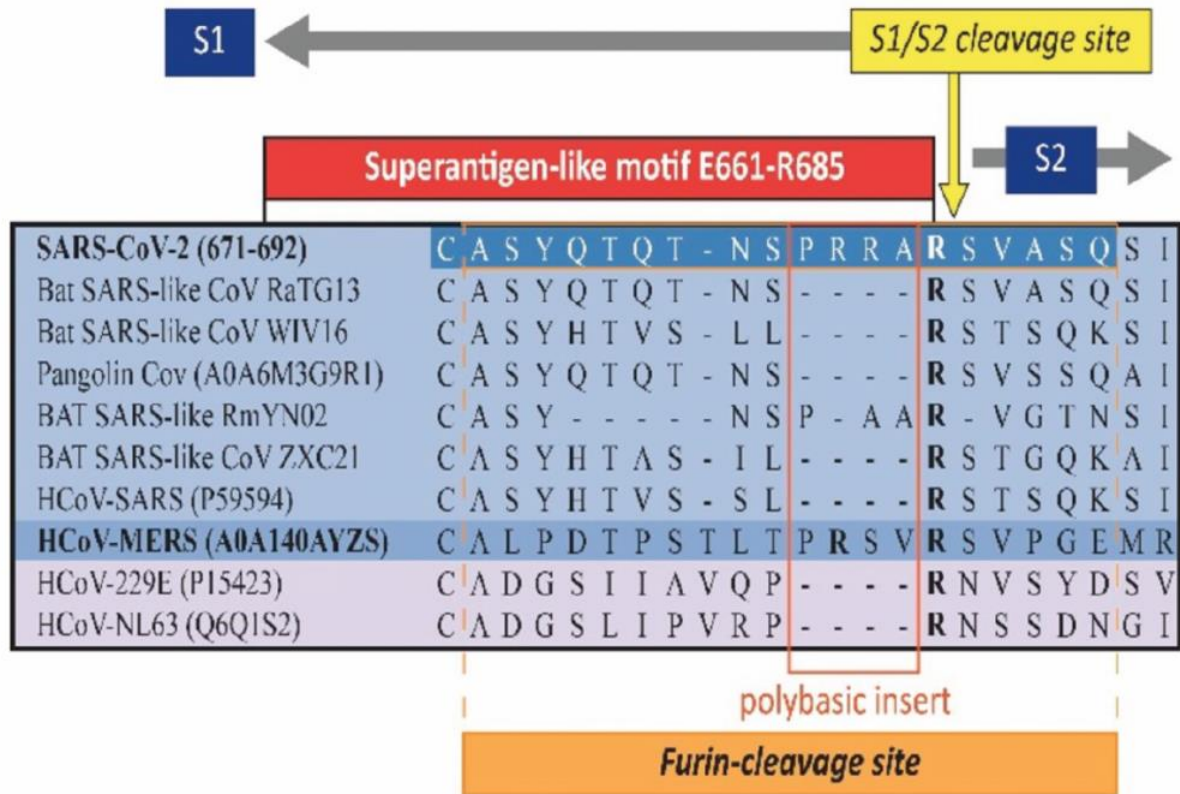 S1
S1/S2 cleavage site
S2
Superantigen-like motif E661-R685
SARS-CoV-2 (671-692) C A S Y Q T Q T - N S P R R A R S V A S Q S I
Bat SARS-like CoV RaTG13 C A S Y Q T Q T - N S - - - - R S V A S Q S I
Bat SARS-like CoV WIV16 C A S Y H T V S - L L - - - - R S T S Q K S I
Pangolin Cov (A0A6M3G9R1) C A S Y Q T Q T - N S - - - - R S V S S Q A I
BAT SARS-like RmYN02 C A S Y - - - - - N S P - A A R - V G T N S I
BAT SARS-like CoV ZXC21 C A S Y H T A S - I L - - - - R S T G Q K A I
HCoV-SARS (P59594) C A S Y H T V S - S L - - - - R S T S Q K S I
HCoV-MERS (A0A140AYZS) C A L P D T P S T L T P R S V R S V P G E M R
HCoV-229E (P15423) C A D G S I I A V Q P - - - - R N V S Y D S V
HCoV-NL63 (Q6Q1S2) C A D G S L I P V R P - - - - R N S S D N G I
polybasic insert
Furin-cleavage site